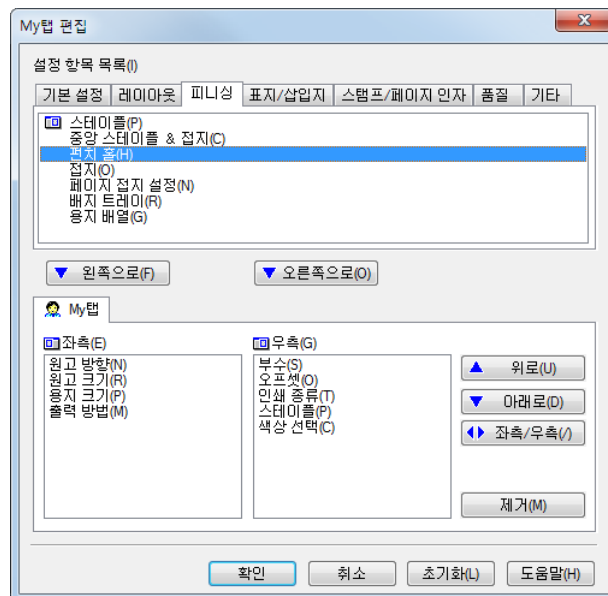 My탭 편집
설정 항목 목록(I)
기본 설정 레이아웃 피니싱 표지/삽입지 스탬프/페이지 인자 품질 기타
스테이플(P)
중앙 스테이플 & 접지(C)
펀치 홀(H)
접지(O)
페이지 접지 설정(N)
배지 트레이(R)
용지 배열(G)
왼쪽으로(F) 오른쪽으로(O)
My탭
좌측(E) 우측(G)
원고 방향(N) 부수(S)
원고 크기(R) 오프셋(O)
용지 크기(P) 인쇄 종류(T)
출력 방법(M) 스테이플(P)
색상 선택(C)
위로(U)
아래로(D)
좌측/우측(/)
제거(M)
확인 취소 초기화(L) 도움말(H)